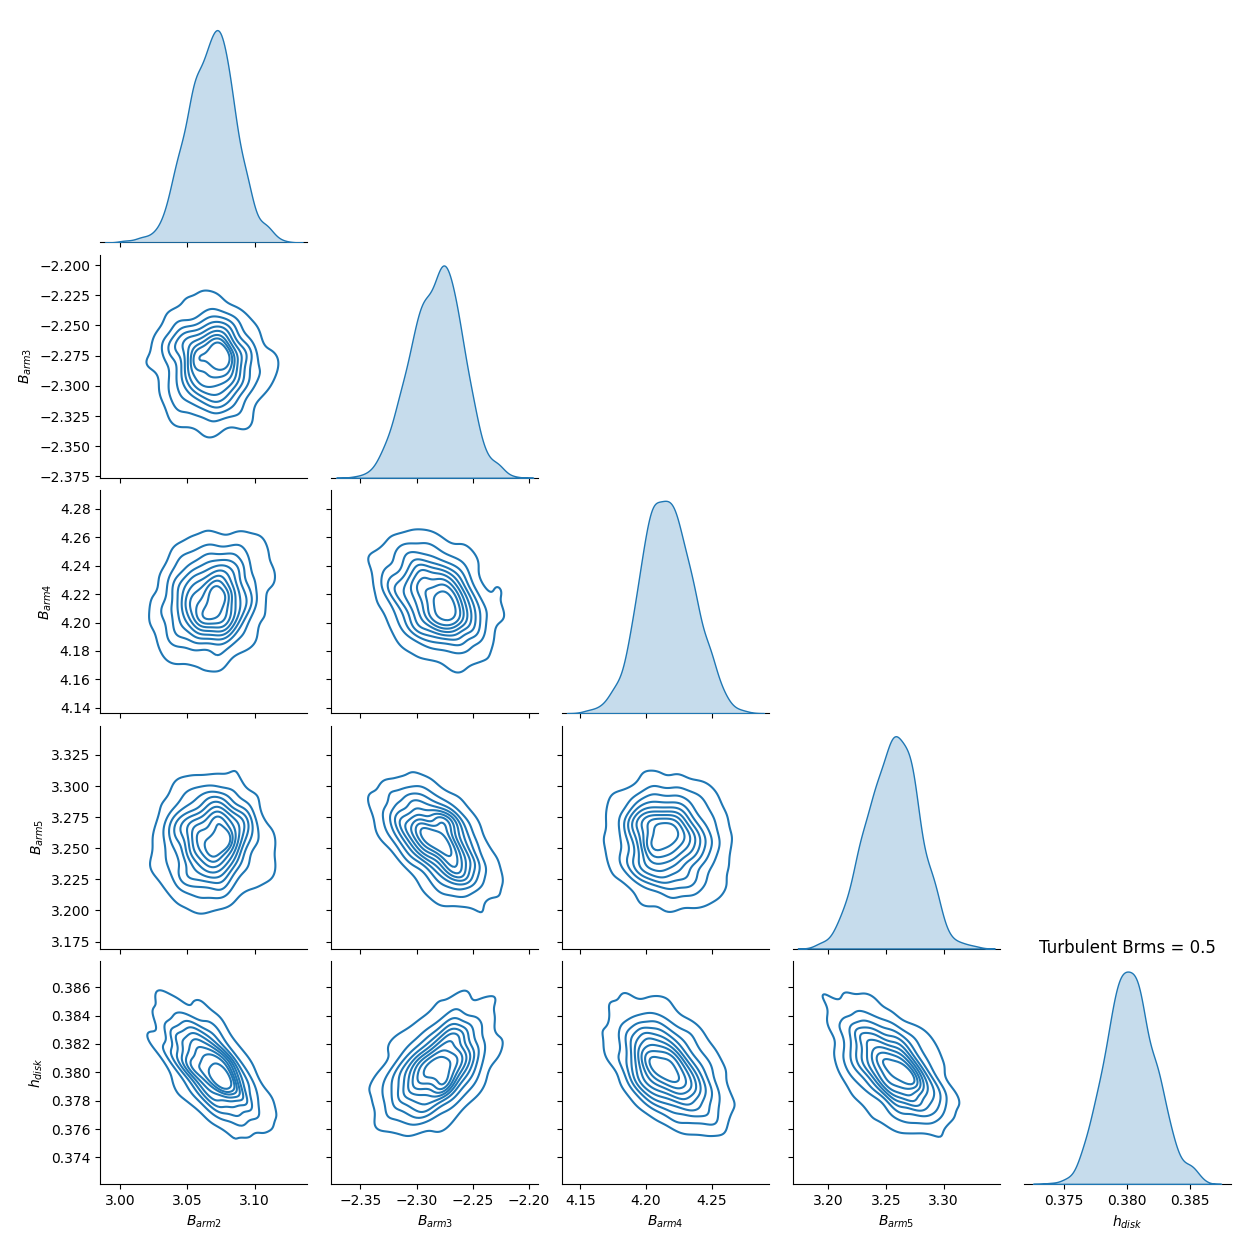 −2.200
−2.225
−2.250
−2.275
−2.300
−2.325
−2.350
−2.375
B_arm3
4.28
4.26
4.24
4.22
4.20
4.18
4.16
4.14
B_arm4
3.325
3.300
3.275
3.250
3.225
3.200
3.175
B_arm5
Turbulent Brms = 0.5
0.386
0.384
0.382
0.380
0.378
0.376
0.374
h_disk
3.00 3.05 3.10
−2.35 −2.30 −2.25 −2.20
4.15 4.20 4.25
3.20 3.25 3.30
0.375 0.380 0.385
B_arm2
B_arm3
B_arm4
B_arm5
h_disk